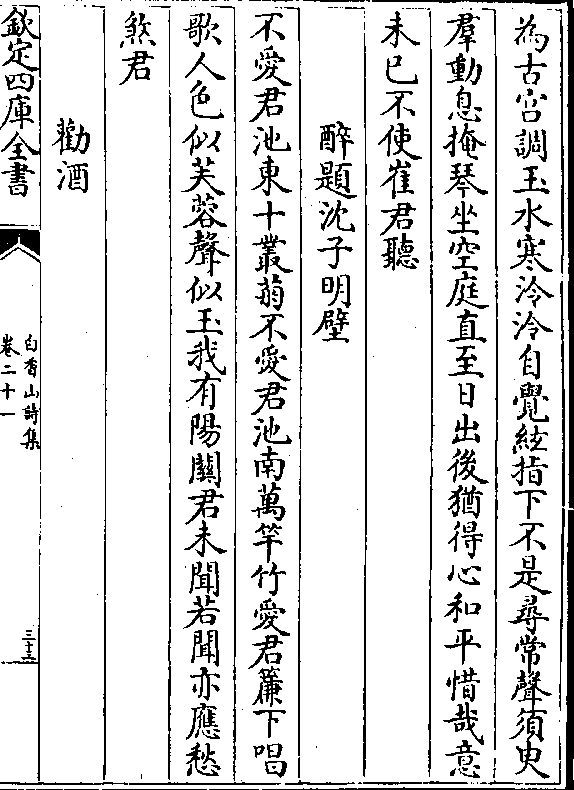 為古宫調玉水寒泠泠自覺絃指下不是尋常聲須臾
羣動息掩琴坐空庭直至日出後猶得心和平惜哉意
未已不使崔君聽
醉題沈子明壁
不愛君池東十叢菊不愛君池南萬竿竹愛君簾下唱
歌人色似芙蓉聲似玉我有陽關君未聞若聞亦應愁
煞君
勸酒
欽定四庫全書
白香山詩集
卷二十一